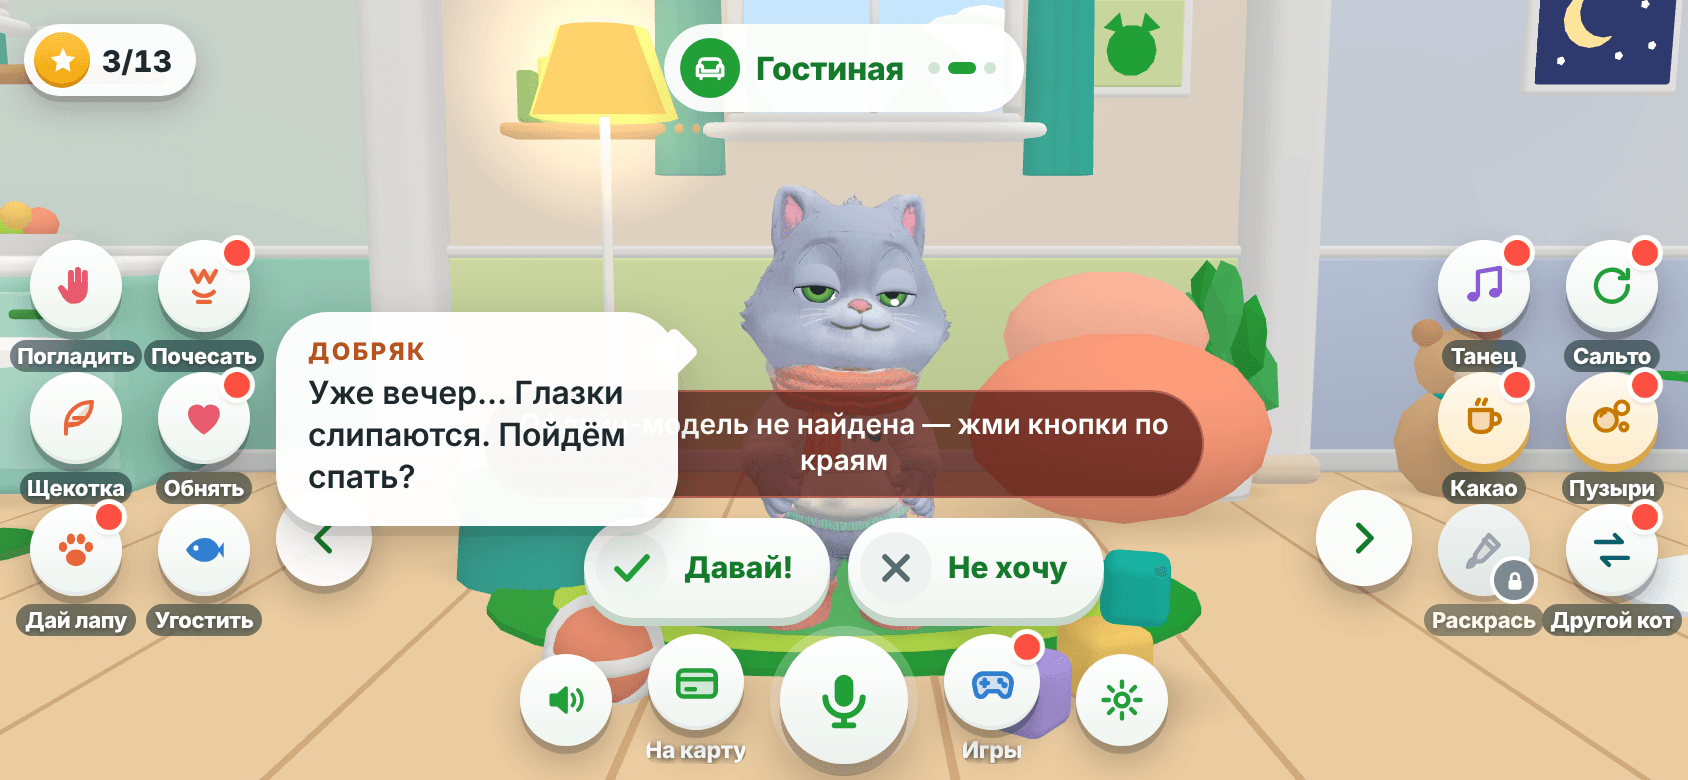 3/13
Гостиная
Погладить
Почесать
Танец
Сальто
ДОБРЯК
Уже вечер... Глазки
слипаются. Пойдём
спать?
не найдена — жми кнопки по
краям
Щекотка
Обнять
Какао
Пузыри
Дай лапу
Угостить
Раскрась
Другой кот
Давай!
Не хочу
На карту
Игры